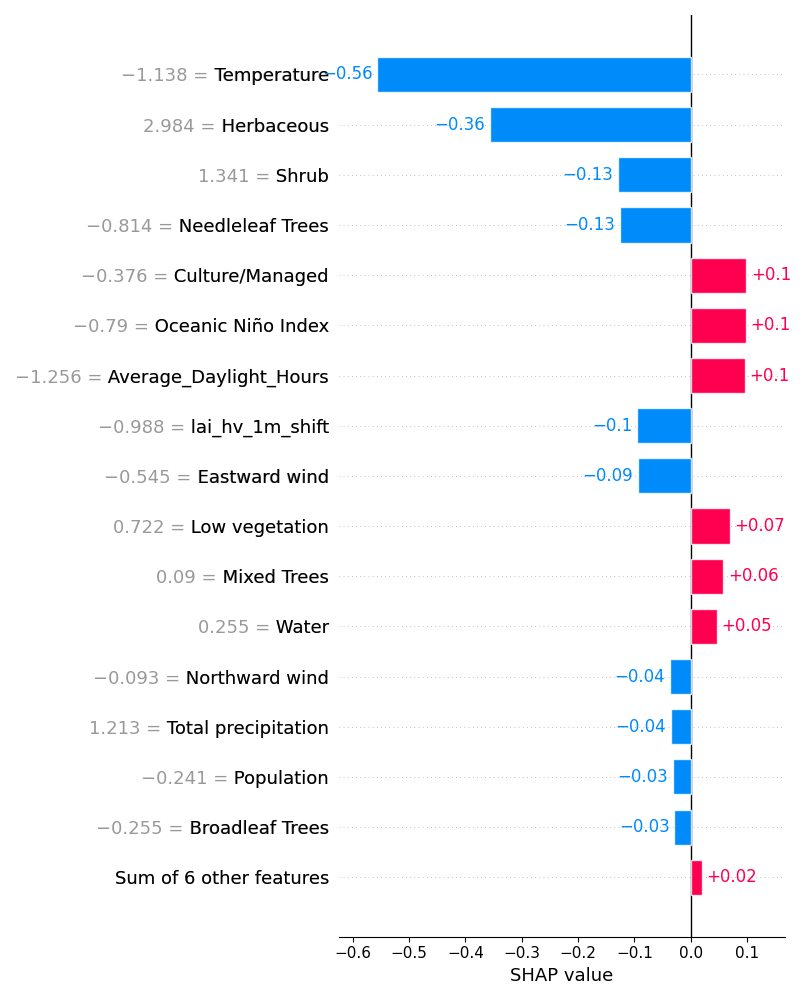 −1.138 = Temperature −0.56
2.984 = Herbaceous −0.36
1.341 = Shrub −0.13
−0.814 = Needleleaf Trees −0.13
−0.376 = Culture/Managed +0.1
−0.79 = Oceanic Niño Index +0.1
−1.256 = Average_Daylight_Hours +0.1
−0.988 = lai_hv_1m_shift −0.1
−0.545 = Eastward wind −0.09
0.722 = Low vegetation +0.07
0.09 = Mixed Trees +0.06
0.255 = Water +0.05
−0.093 = Northward wind −0.04
1.213 = Total precipitation −0.04
−0.241 = Population −0.03
−0.255 = Broadleaf Trees −0.03
Sum of 6 other features +0.02
−0.6 −0.5 −0.4 −0.3 −0.2 −0.1 0.0 0.1
SHAP value